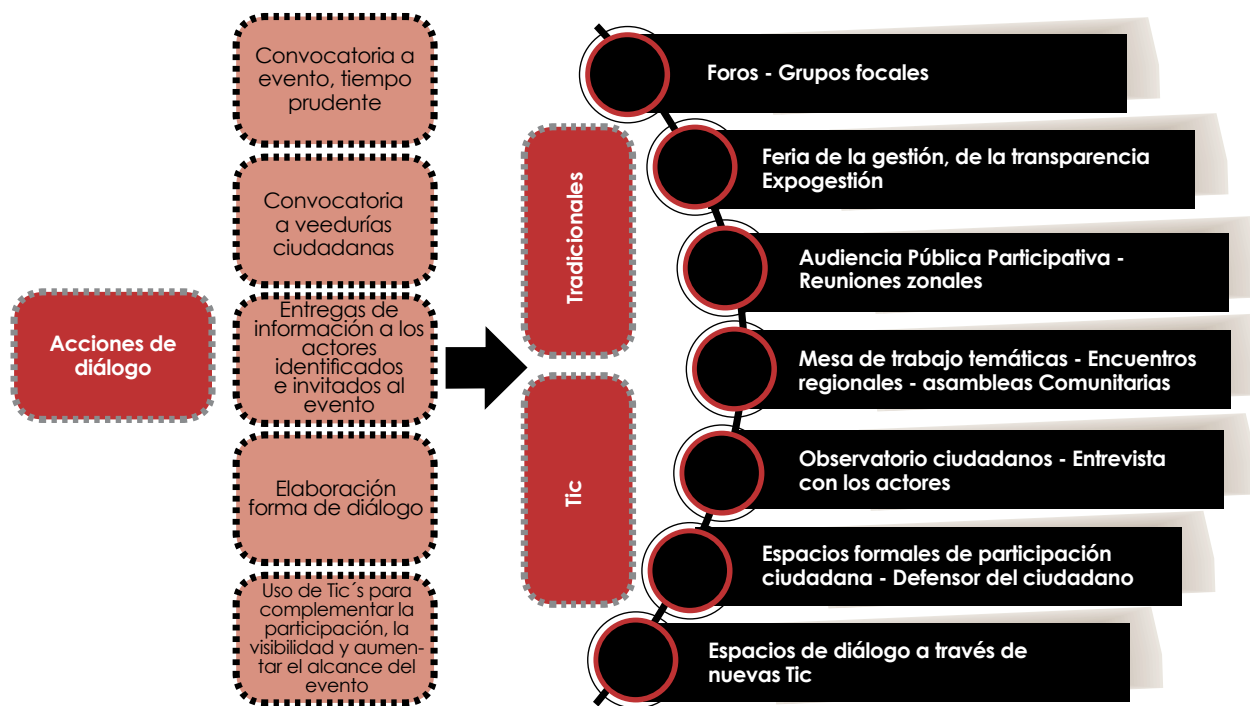 Acciones de
diálogo
Convocatoria a
evento, tiempo
prudente
Convocatoria
a veedurías
ciudadanas
Entregas de
información a los
actores
identificados
e invitados al
evento
Elaboración
forma de diálogo
Uso de Tic´s para
complementar la
participación, la
visibilidad y aumen-
tar el alcance del
evento
Tradicionales
Tic
Foros - Grupos focales
Feria de la gestión, de la transparencia
Expogestión
Audiencia Pública Participativa -
Reuniones zonales
Mesa de trabajo temáticas - Encuentros
regionales - asambleas Comunitarias
Observatorio ciudadanos - Entrevista
con los actores
Espacios formales de participación
ciudadana - Defensor del ciudadano
Espacios de diálogo a través de
nuevas Tic